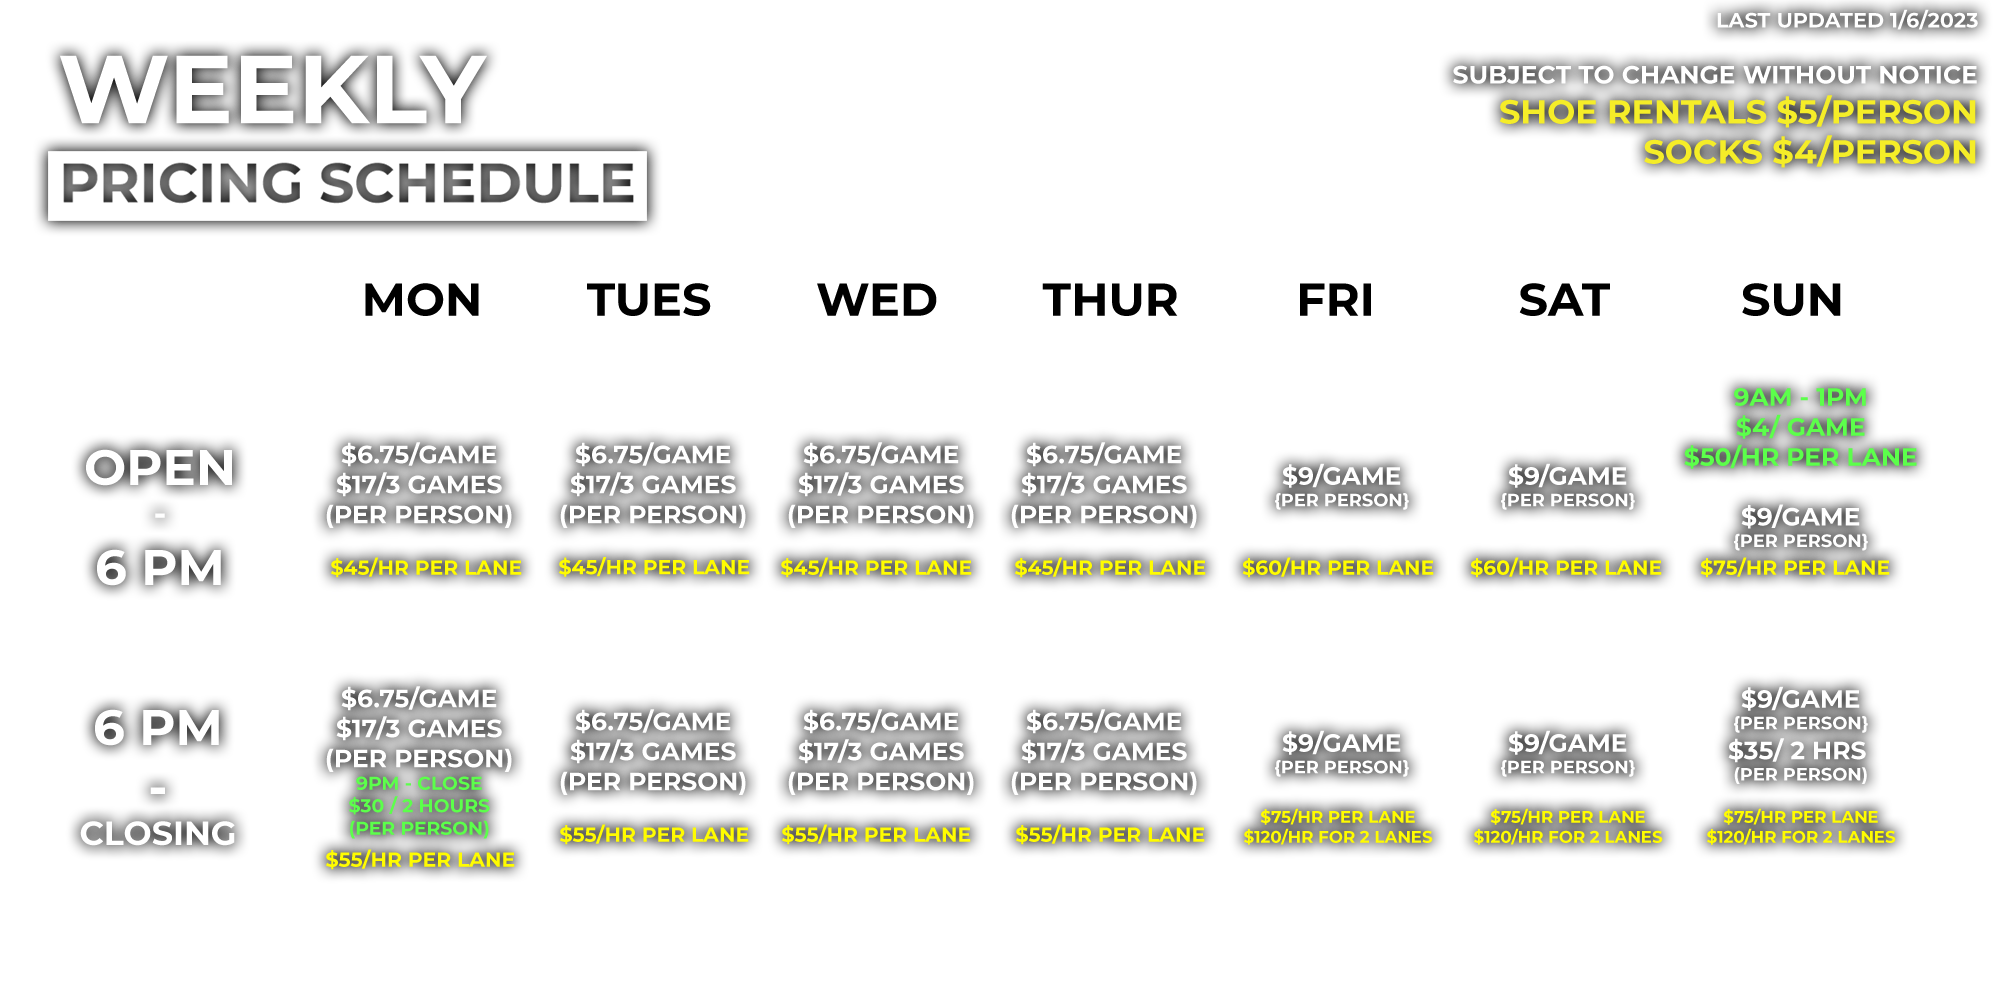 LAST UPDATED 1/6/2023
WEEKLY
PRICING SCHEDULE
SUBJECT TO CHANGE WITHOUT NOTICE
SHOE RENTALS $5/PERSON
SOCKS $4/PERSON
MON TUES WED THUR FRI SAT SUN
OPEN
-
6 PM
$6.75/GAME
$17/3 GAMES
(PER PERSON)
$45/HR PER LANE
$6.75/GAME
$17/3 GAMES
(PER PERSON)
$45/HR PER LANE
$6.75/GAME
$17/3 GAMES
(PER PERSON)
$45/HR PER LANE
$6.75/GAME
$17/3 GAMES
(PER PERSON)
$45/HR PER LANE
$9/GAME
{PER PERSON}
$60/HR PER LANE
$9/GAME
{PER PERSON}
$60/HR PER LANE
9AM - 1PM
$4/ GAME
$50/HR PER LANE
$9/GAME
{PER PERSON}
$75/HR PER LANE
6 PM
-
CLOSING
$6.75/GAME
$17/3 GAMES
(PER PERSON)
9PM - CLOSE
$30 / 2 HOURS
(PER PERSON)
$55/HR PER LANE
$6.75/GAME
$17/3 GAMES
(PER PERSON)
$55/HR PER LANE
$6.75/GAME
$17/3 GAMES
(PER PERSON)
$55/HR PER LANE
$6.75/GAME
$17/3 GAMES
(PER PERSON)
$55/HR PER LANE
$9/GAME
{PER PERSON}
$75/HR PER LANE
$120/HR FOR 2 LANES
$9/GAME
{PER PERSON}
$75/HR PER LANE
$120/HR FOR 2 LANES
$9/GAME
{PER PERSON}
$35/ 2 HRS
(PER PERSON)
$75/HR PER LANE
$120/HR FOR 2 LANES